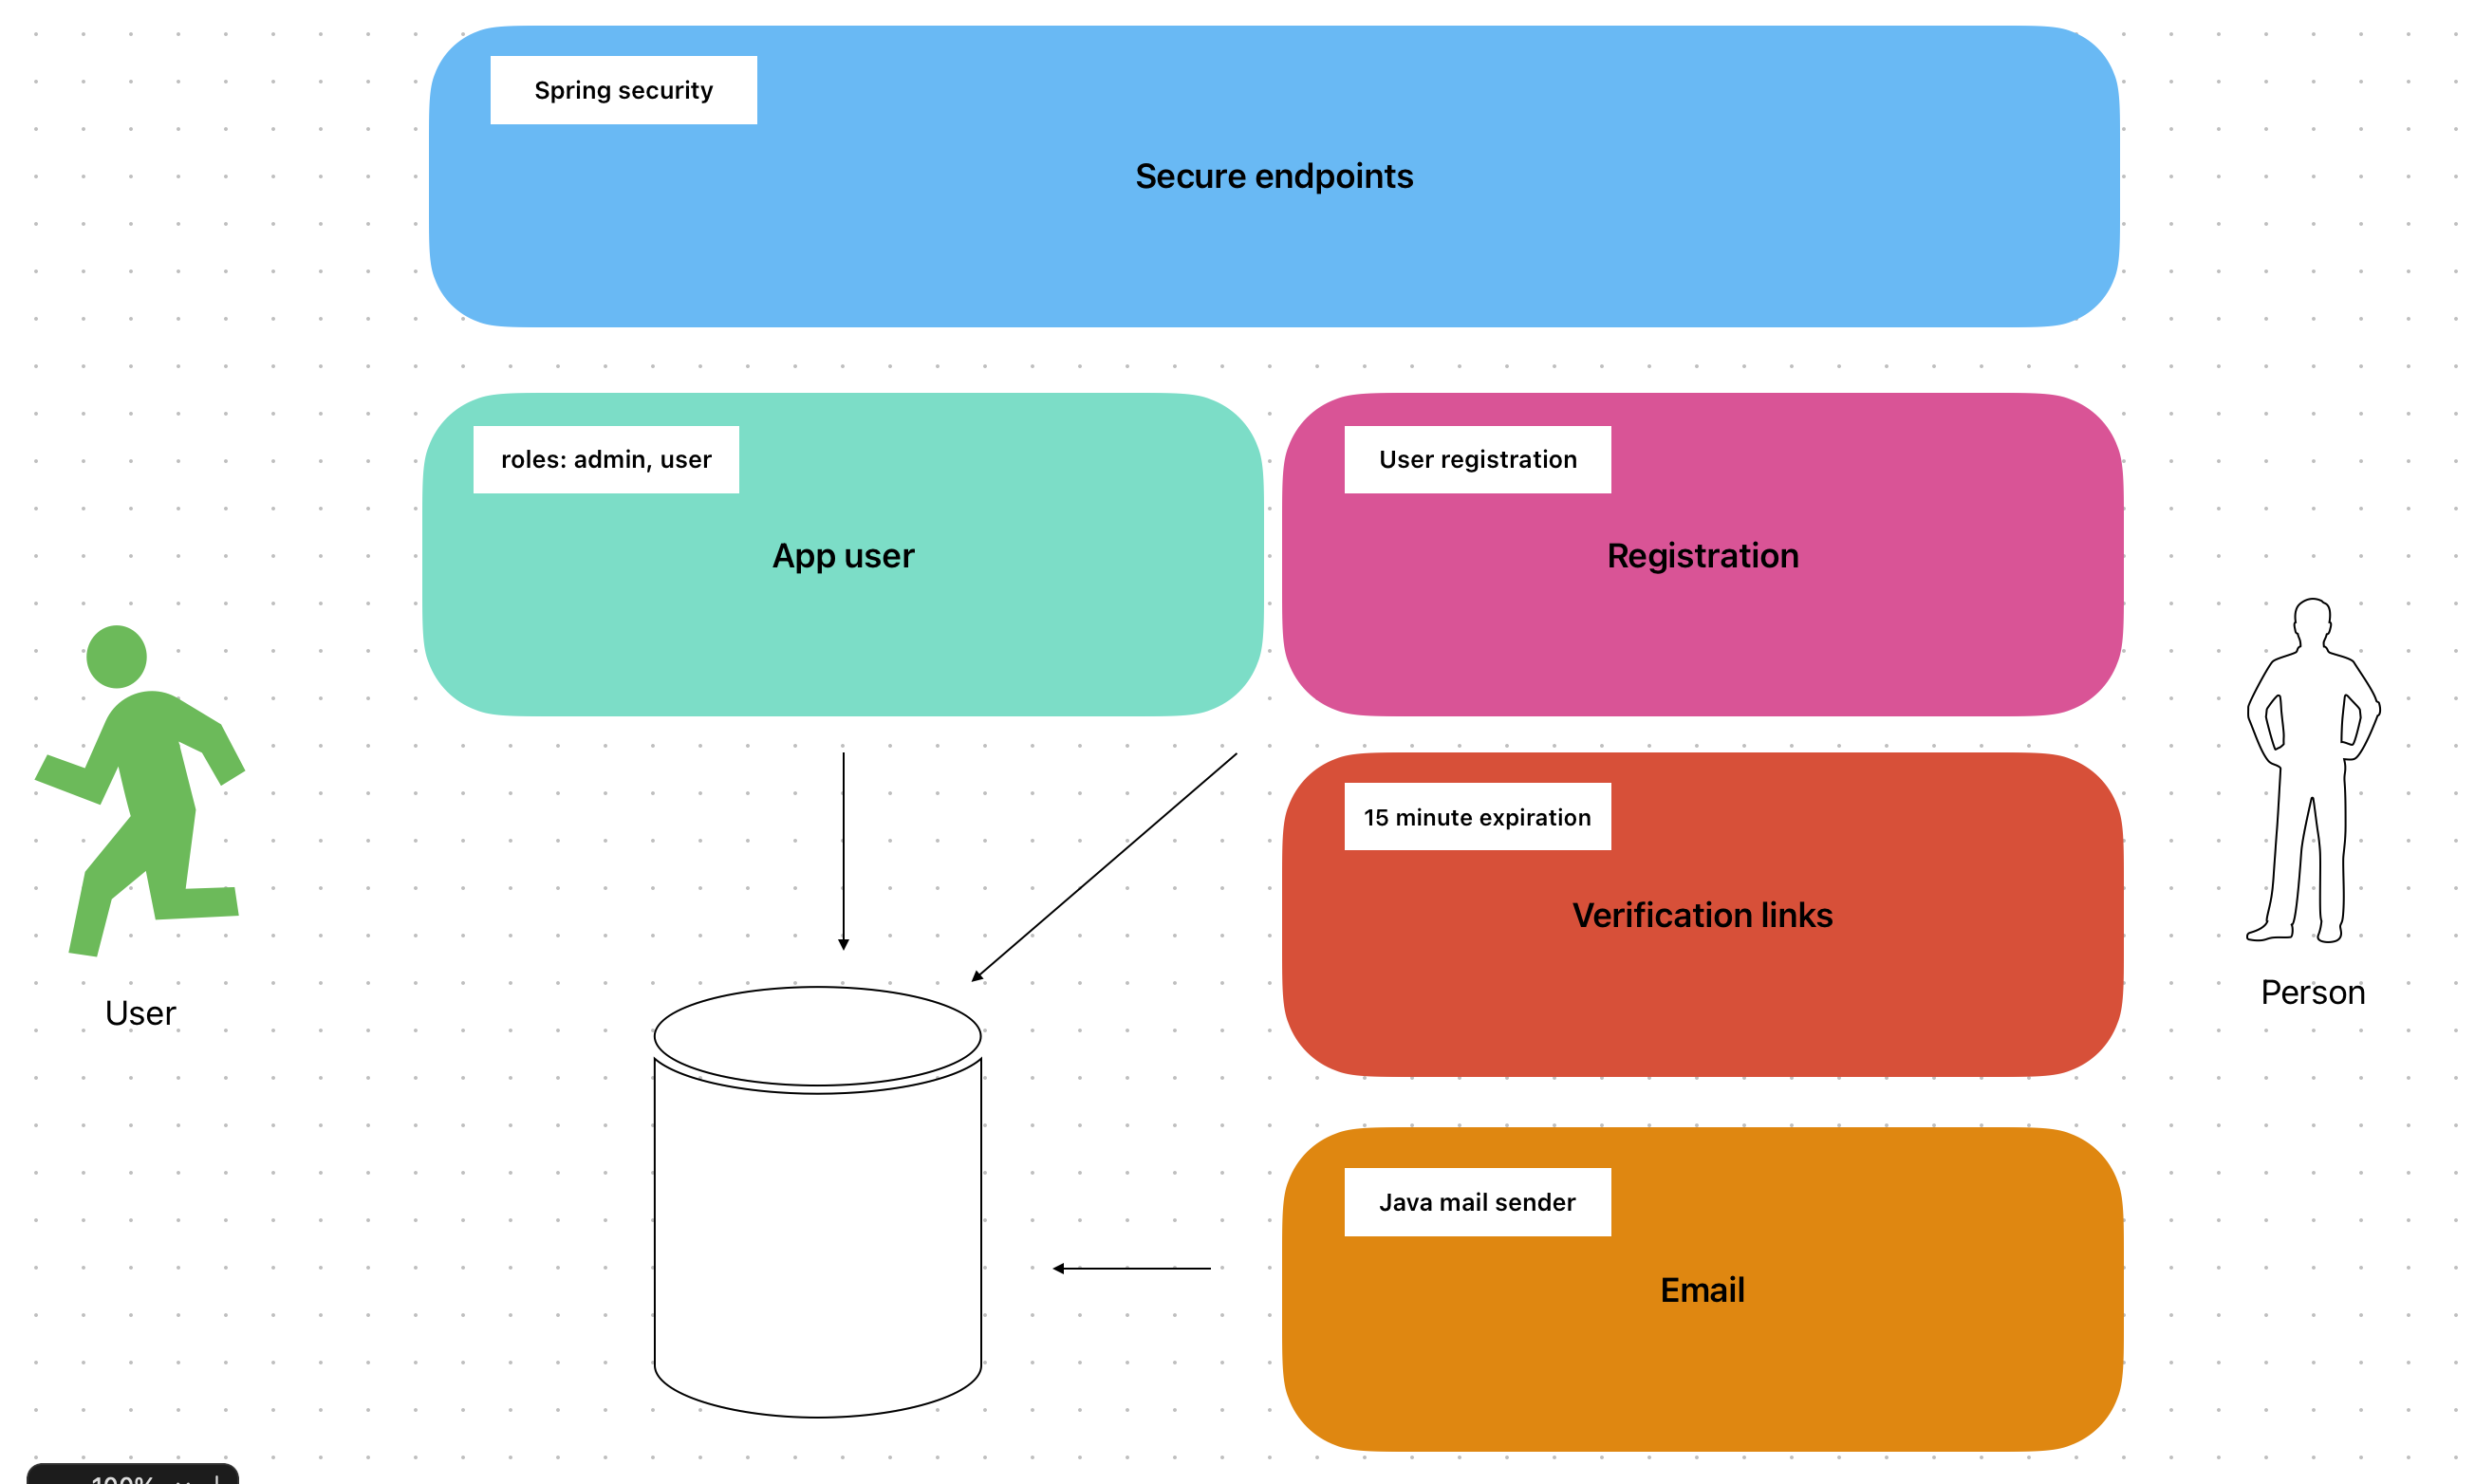 Spring security
Secure endpoints
roles: admin, user
App user
User registration
Registration
15 minute expiration
Verification links
User
Person
Java mail sender
Email
100%